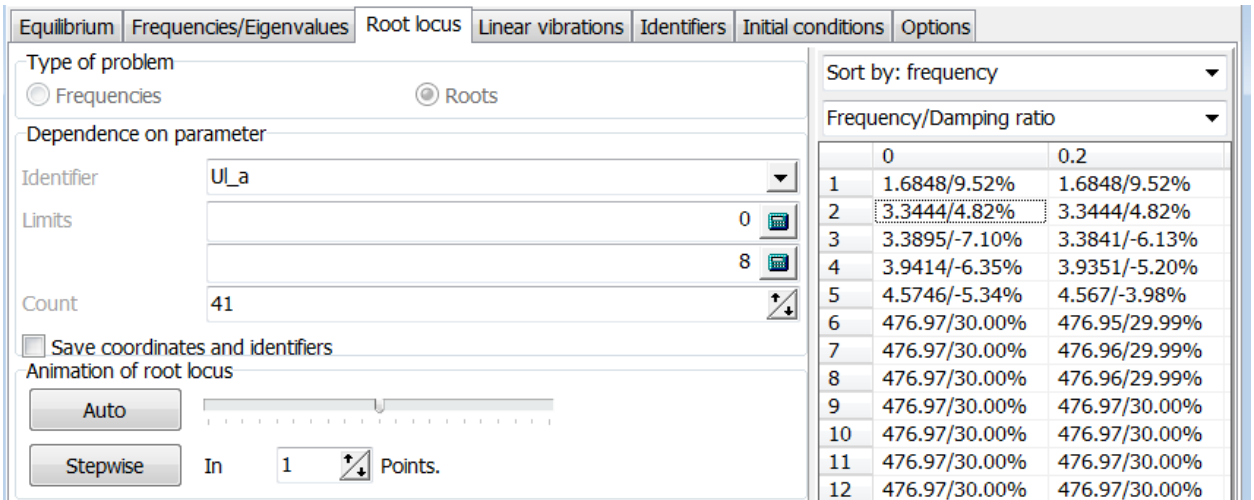 Equilibrium Frequencies/Eigenvalues Root locus Linear vibrations Identifiers Initial conditions Options
Type of problem
Frequencies Roots
Dependence on parameter
Identifier Ul_a
Limits 0
8
Count 41
Save coordinates and identifiers
Animation of root locus
Auto
Stepwise In 1 Points.
Sort by: frequency
Frequency/Damping ratio
0 0.2
1 1.6848/9.52% 1.6848/9.52%
2 3.3444/4.82% 3.3444/4.82%
3 3.3895/-7.10% 3.3841/-6.13%
4 3.9414/-6.35% 3.9351/-5.20%
5 4.5746/-5.34% 4.567/-3.98%
6 476.97/30.00% 476.95/29.99%
7 476.97/30.00% 476.96/29.99%
8 476.97/30.00% 476.96/29.99%
9 476.97/30.00% 476.97/30.00%
10 476.97/30.00% 476.97/30.00%
11 476.97/30.00% 476.97/30.00%
12 476.97/30.00% 476.97/30.00%